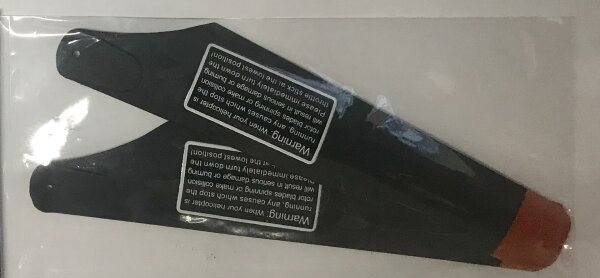 Warning: When your helicopter is
running, any causes which stop the
rotor blades spinning or make collision
will result in serious damage or burning
Please immediately turn down the
throttle stick at the lowest position!
Warning: When your helicopter is
running, any causes which stop the
rotor blades spinning or make collision
will result in serious damage or burning
Please immediately turn down the
at the lowest position!